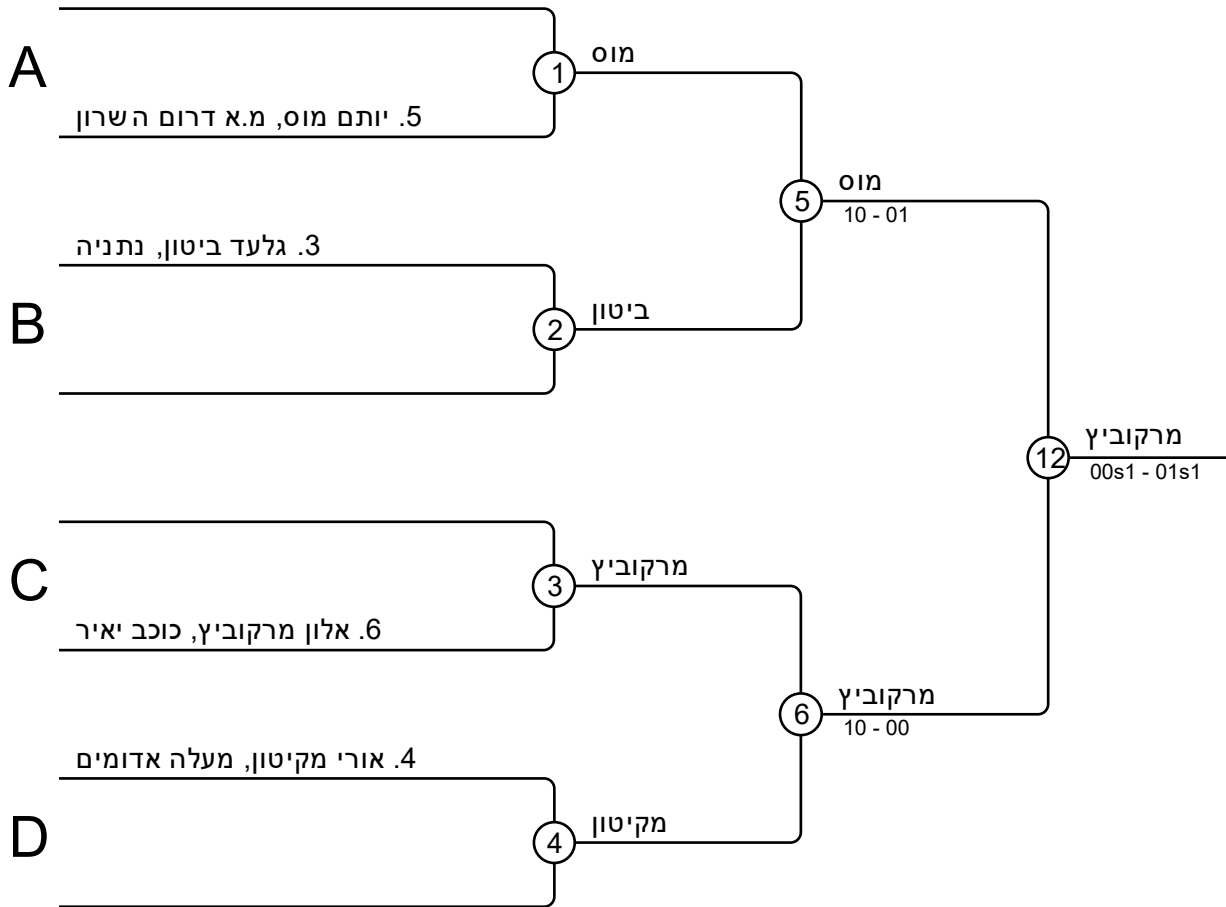 A
1
מוס
5. יותם מוס, מ.א דרום השרון
5
מוס
10 - 01
3. גלעד ביטון, נתניה
B
2
ביטון
12
מרקוביץ
00s1 - 01s1
C
3
מרקוביץ
6. אלון מרקוביץ, כוכב יאיר
6
מרקוביץ
10 - 00
4. אורי מקיטון, מעלה אדומים
D
4
מקיטון